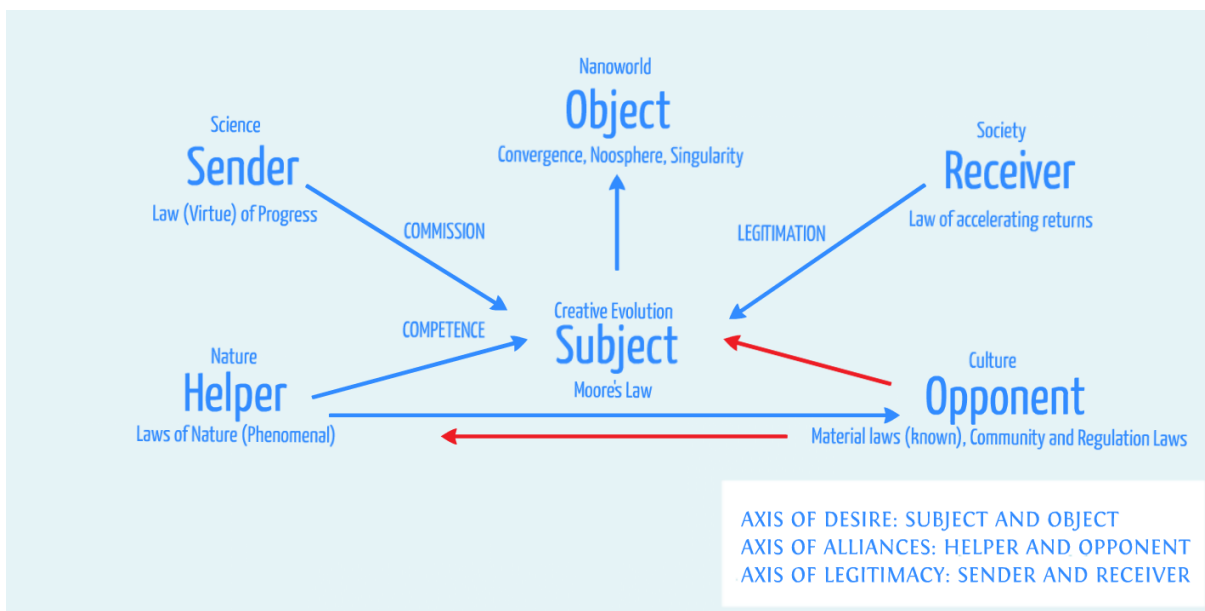 Nanoworld
Object
Convergence, Noosphere, Singularity
Science
Sender
Law (Virtue) of Progress
Society
Receiver
Law of accelerating returns
COMMISSION
LEGITIMATION
Creative Evolution
Subject
Moore's Law
COMPETENCE
Nature
Helper
Laws of Nature (Phenomenal)
Culture
Opponent
Material laws (known), Community and Regulation Laws
AXIS OF DESIRE: SUBJECT AND OBJECT
AXIS OF ALLIANCES: HELPER AND OPPONENT
AXIS OF LEGITIMACY: SENDER AND RECEIVER